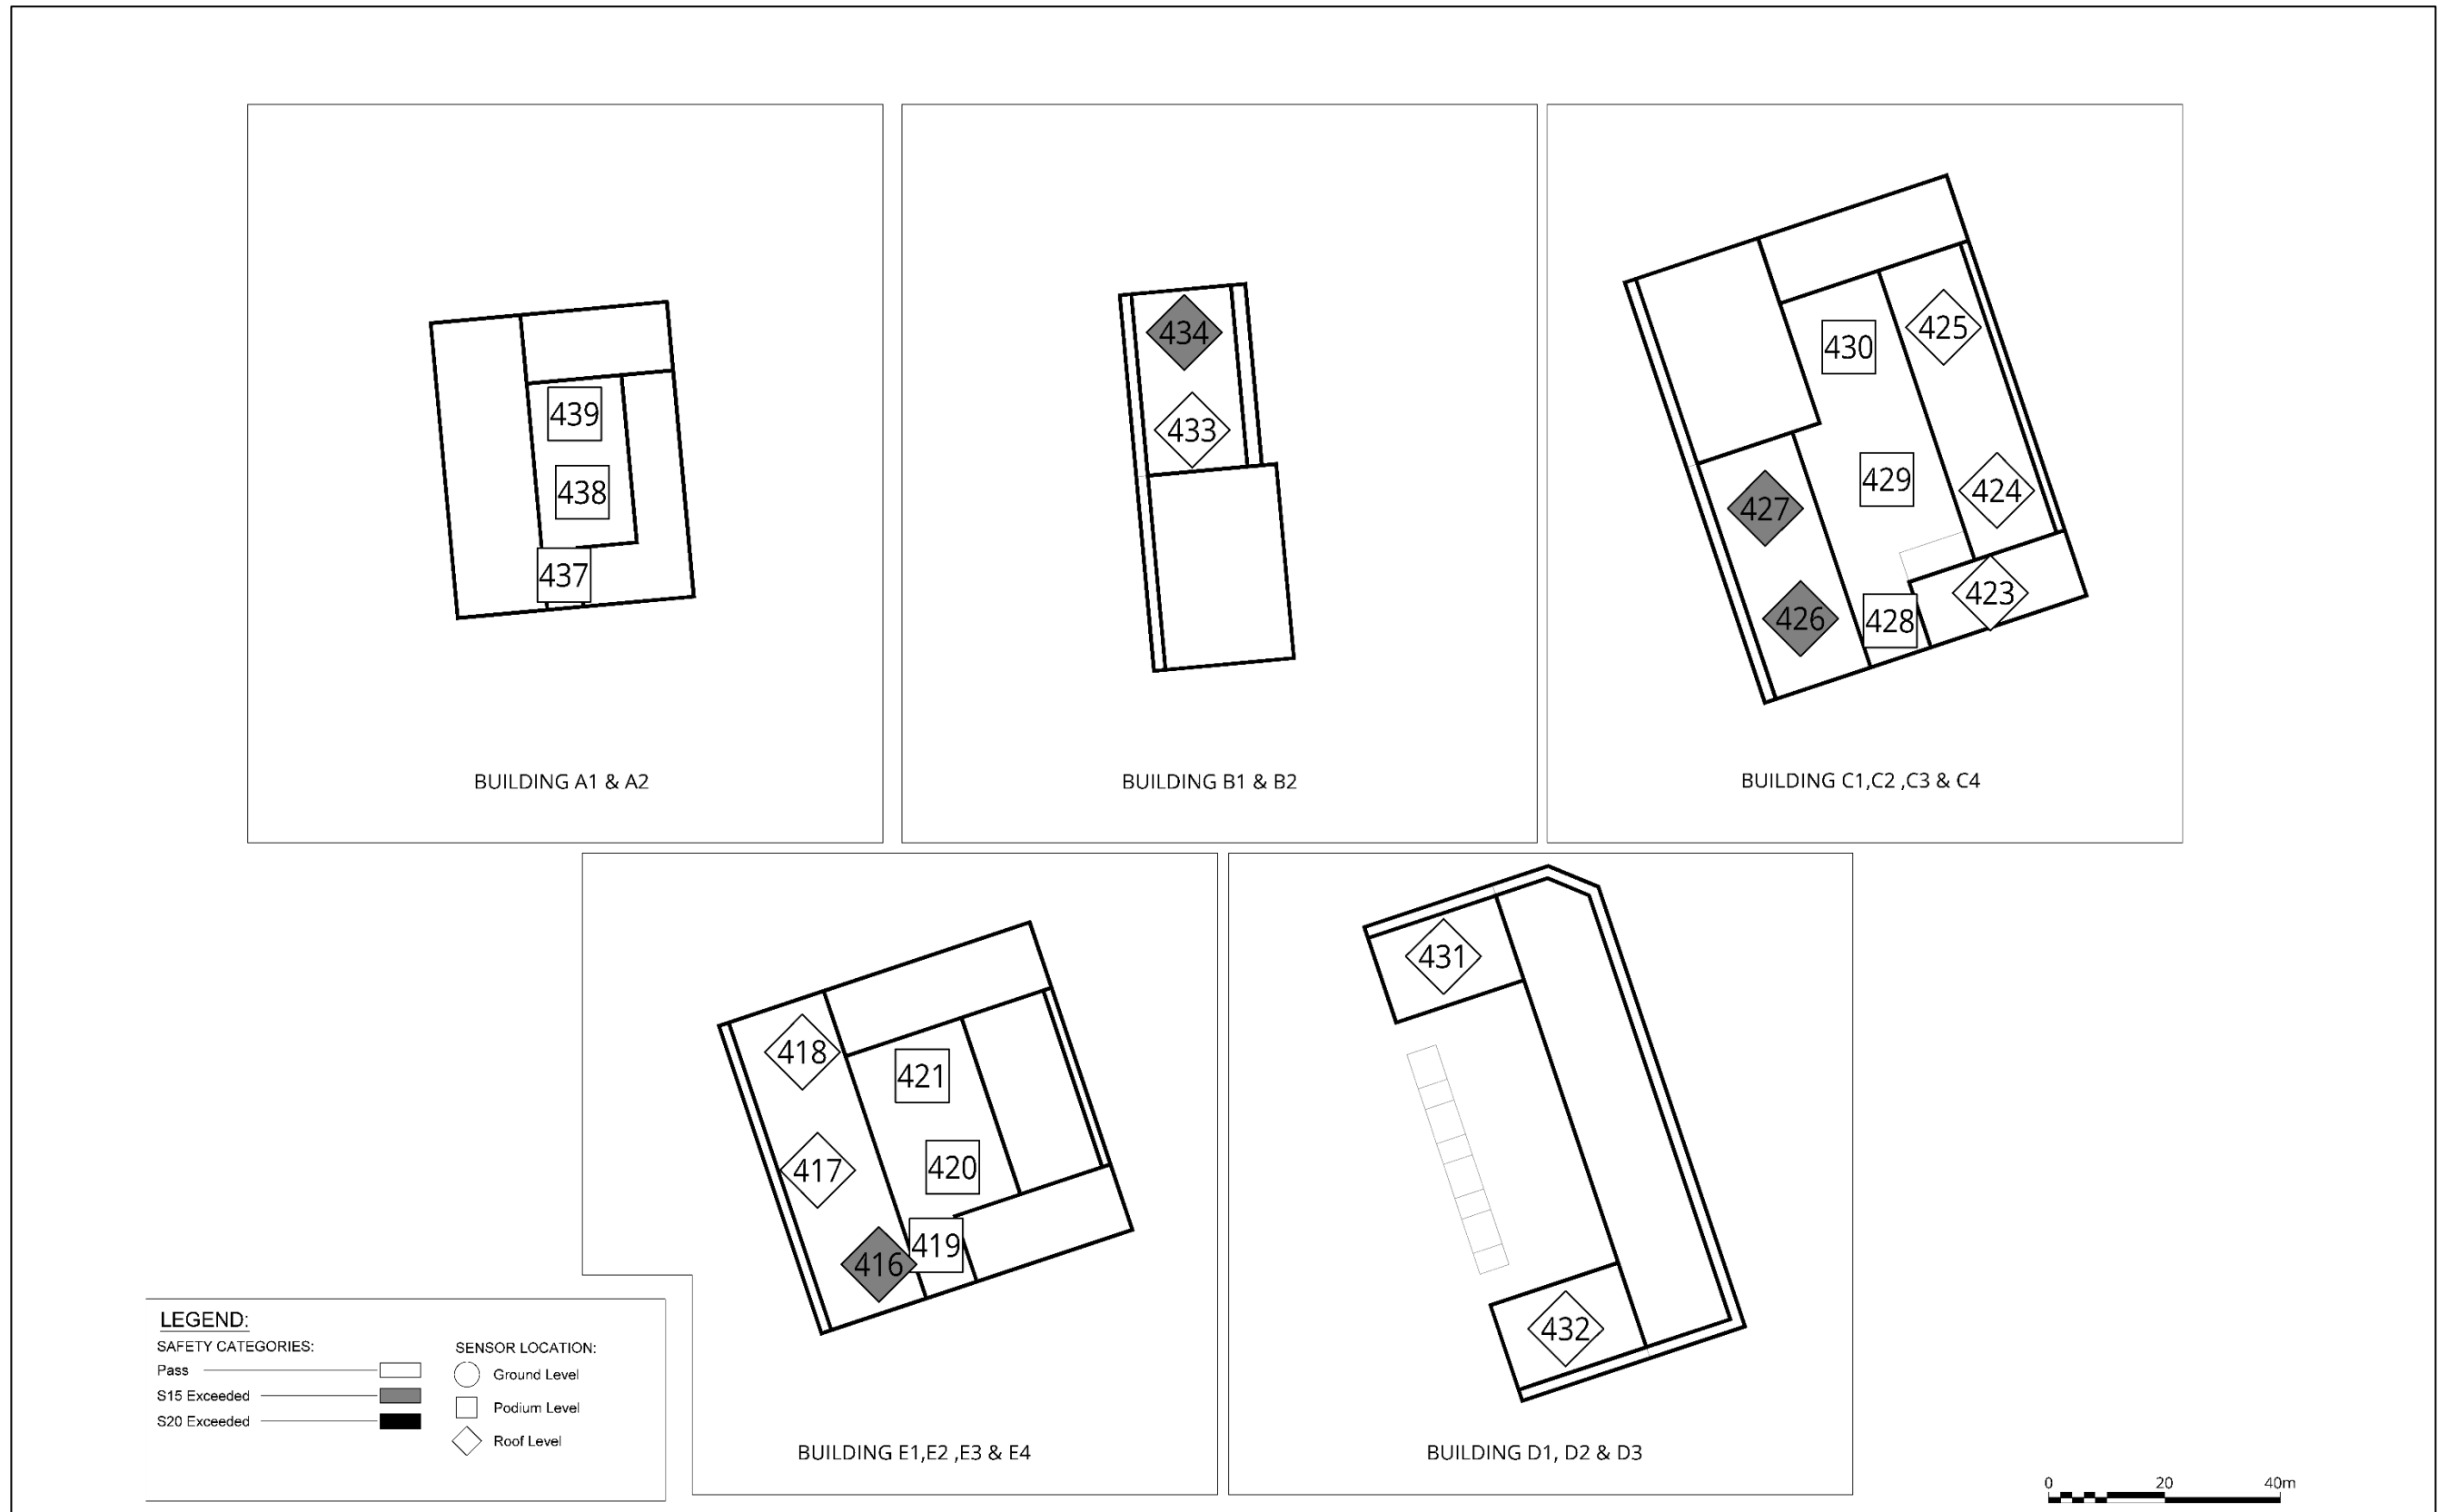 439
438
437
BUILDING A1 & A2
434
433
BUILDING B1 & B2
425
430
429
424
427
423
426
428
BUILDING C1,C2 ,C3 & C4
418
421
417
420
419
416
BUILDING E1,E2 ,E3 & E4
431
432
BUILDING D1, D2 & D3
LEGEND:
SAFETY CATEGORIES:
Pass
S15 Exceeded
S20 Exceeded
SENSOR LOCATION:
Ground Level
Podium Level
Roof Level
0 20 40m